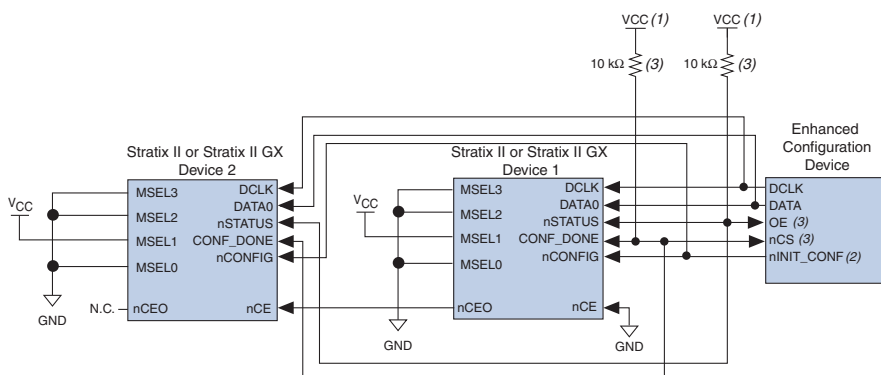 VCC (1)
VCC (1)
10 kΩ
(3)
10 kΩ
(3)
Enhanced
Configuration
Device
Stratix II or Stratix II GX
Device 2
Stratix II or Stratix II GX
Device 1
VCC
MSEL3
MSEL2
MSEL1
MSEL0
DCLK
DATA0
nSTATUS
CONF_DONE
nCONFIG
N.C.
nCEO
nCE
GND
VCC
MSEL3
MSEL2
MSEL1
MSEL0
DCLK
DATA0
nSTATUS
CONF_DONE
nCONFIG
nCEO
nCE
GND
GND
DCLK
DATA
OE (3)
nCS (3)
nINIT_CONF (2)